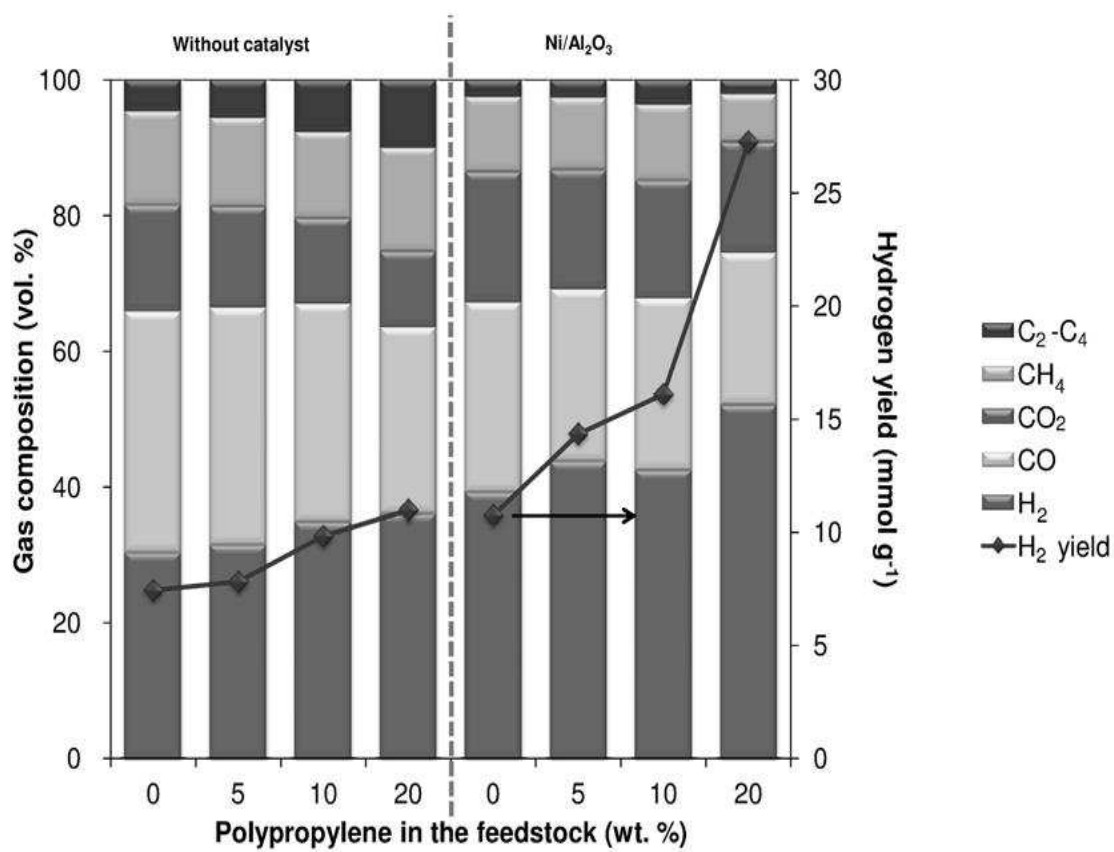 Without catalyst
Ni/Al₂O₃
Gas composition (vol. %)
100
80
60
40
20
0
30
25
20
15
10
5
0
Hydrogen yield (mmol g⁻¹)
0 5 10 20 0 5 10 20
Polypropylene in the feedstock (wt. %)
C₂-C₄
CH₄
CO₂
CO
H₂
H₂ yield